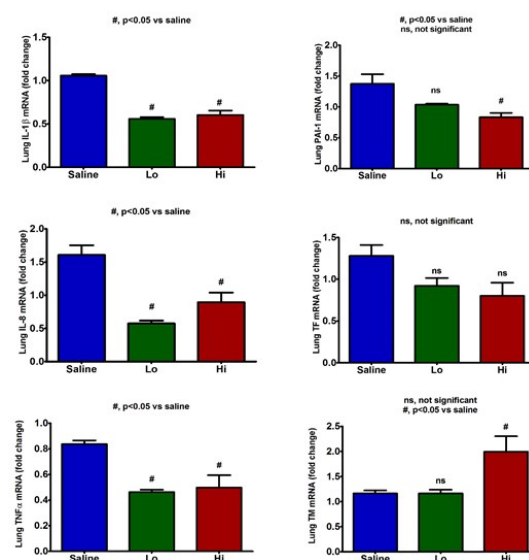 #, p<0.05 vs saline
Lung IL-1β mRNA (fold change)
1.5
1.0
0.5
0.0
#
#
Saline
Lo
Hi
#, p<0.05 vs saline
ns, not significant
Lung PAI-1 mRNA (fold change)
2.0
1.5
1.0
0.5
0.0
ns
#
Saline
Lo
Hi
#, p<0.05 vs saline
Lung IL-8 mRNA (fold change)
2.0
1.5
1.0
0.5
0.0
#
#
Saline
Lo
Hi
ns, not significant
Lung TF mRNA (fold change)
1.5
1.0
0.5
0.0
ns
ns
Saline
Lo
Hi
#, p<0.05 vs saline
Lung TNFα mRNA (fold change)
1.0
0.8
0.6
0.4
0.2
0.0
#
#
Saline
Lo
Hi
ns, not significant
#, p<0.05 vs saline
Lung TM mRNA (fold change)
2.5
2.0
1.5
1.0
0.5
0.0
ns
#
Saline
Lo
Hi